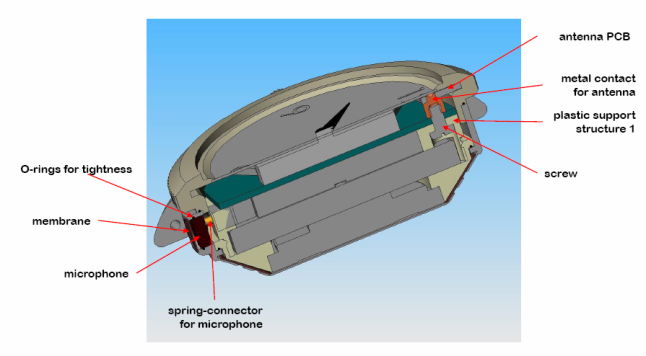 antenna PCB
metal contact
for antenna
plastic support
structure 1
screw
O-rings for tightness
membrane
microphone
spring-connector
for microphone